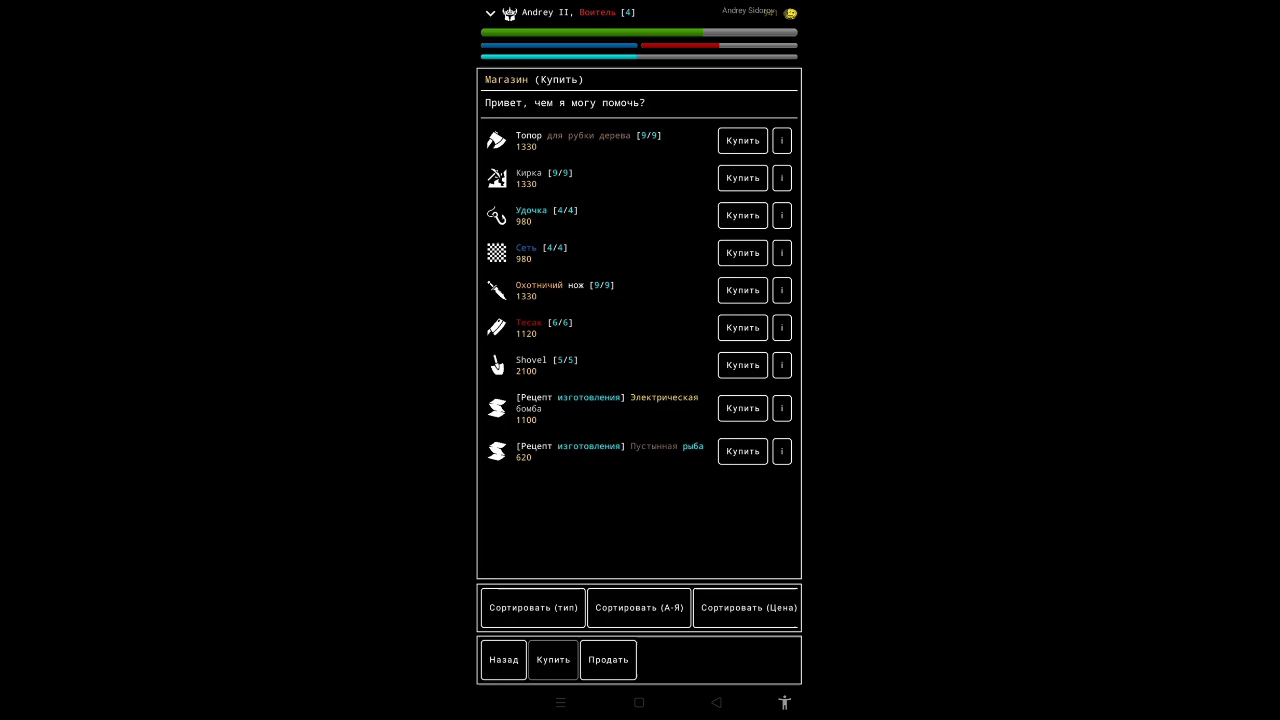 Andrey II, Воитель [4]
Andrey Sidorov
Магазин (Купить)
Привет, чем я могу помочь?
Топор для рубки дерева [9/9]
1330
Купить i
Кирка [9/9]
1330
Купить i
Удочка [4/4]
980
Купить i
Сеть [4/4]
980
Купить i
Охотничий нож [9/9]
1330
Купить i
Тесак [6/6]
1120
Купить i
Shovel [5/5]
2100
Купить i
[Рецепт изготовления] Электрическая
бомба
1100
Купить i
[Рецепт изготовления] Пустынная рыба
620
Купить i
Сортировать (тип) Сортировать (А-Я) Сортировать (Цена)
Назад Купить Продать